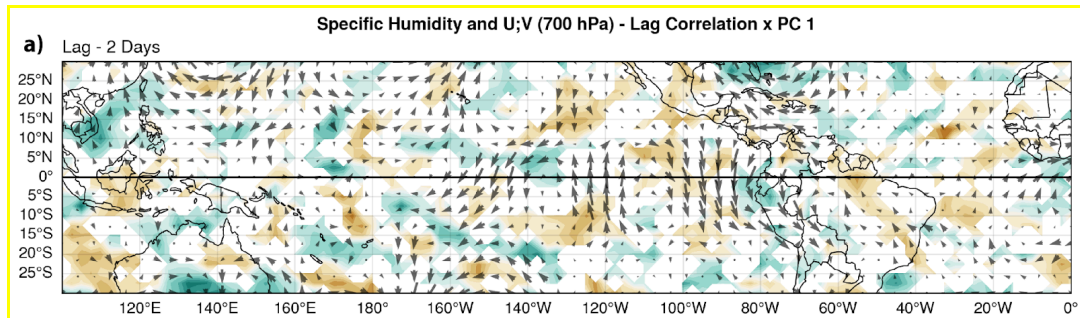 Specific Humidity and U;V (700 hPa) - Lag Correlation x PC 1
a) Lag - 2 Days
25°N
20°N
15°N
10°N
5°N
0°
5°S
10°S
15°S
20°S
25°S
120°E 140°E 160°E 180° 160°W 140°W 120°W 100°W 80°W 60°W 40°W 20°W 0°